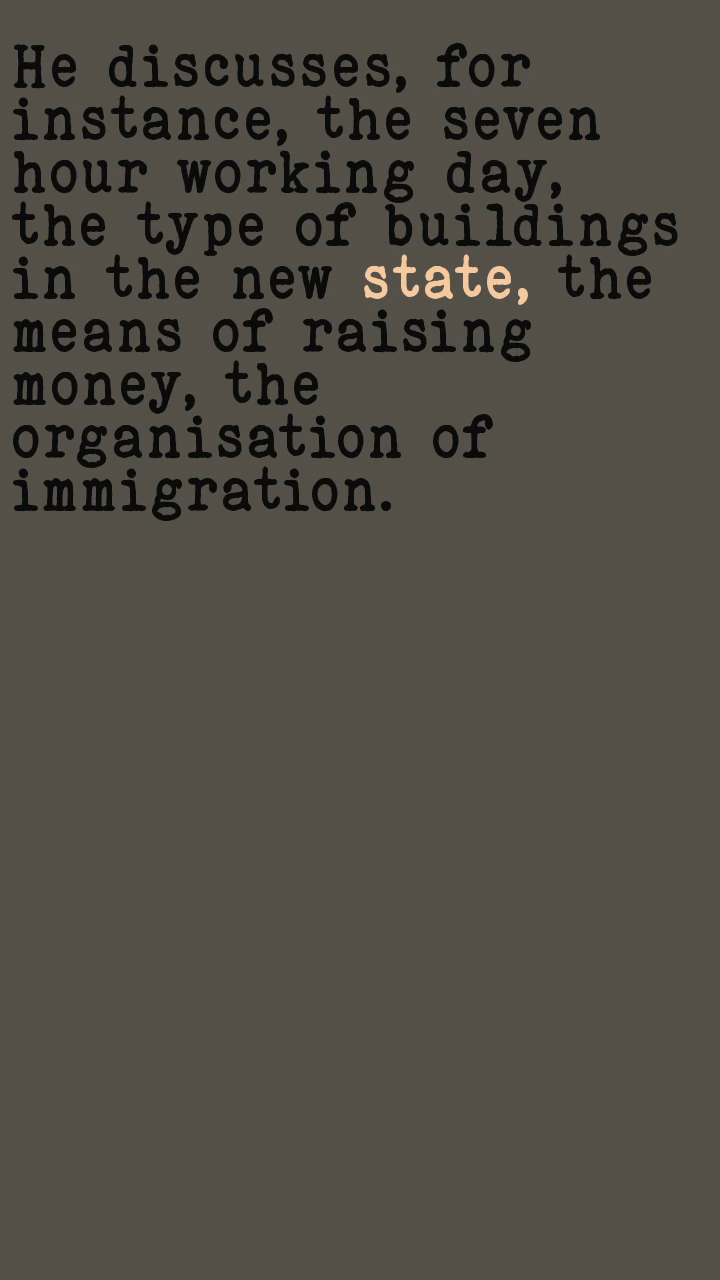 He discusses, for
instance, the seven
hour working day,
the type of buildings
in the new state, the
means of raising
money, the
organisation of
immigration.